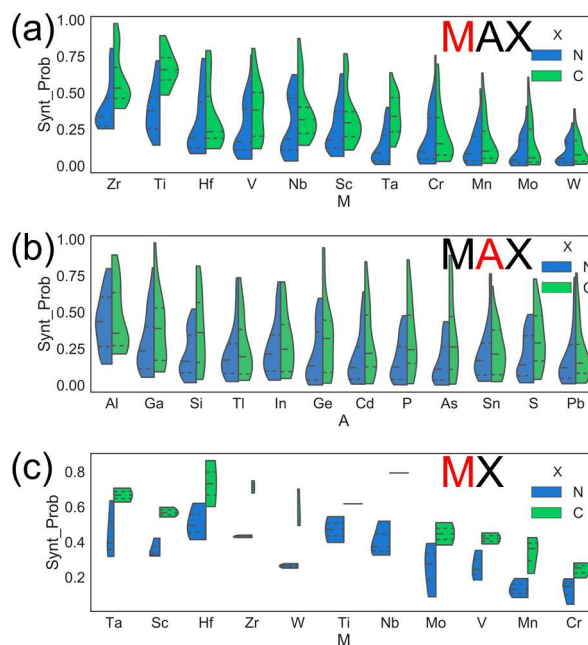 (a)
MAX
X
N
C
Synt_Prob
1.00
0.75
0.50
0.25
0.00
Zr Ti Hf V Nb Sc Ta Cr Mn Mo W
M
(b)
MAX
X
N
C
Synt_Prob
1.00
0.75
0.50
0.25
0.00
Al Ga Si Tl In Ge Cd P As Sn S Pb
A
(c)
MX
X
N
C
Synt_Prob
0.8
0.6
0.4
0.2
Ta Sc Hf Zr W Ti Nb Mo V Mn Cr
M